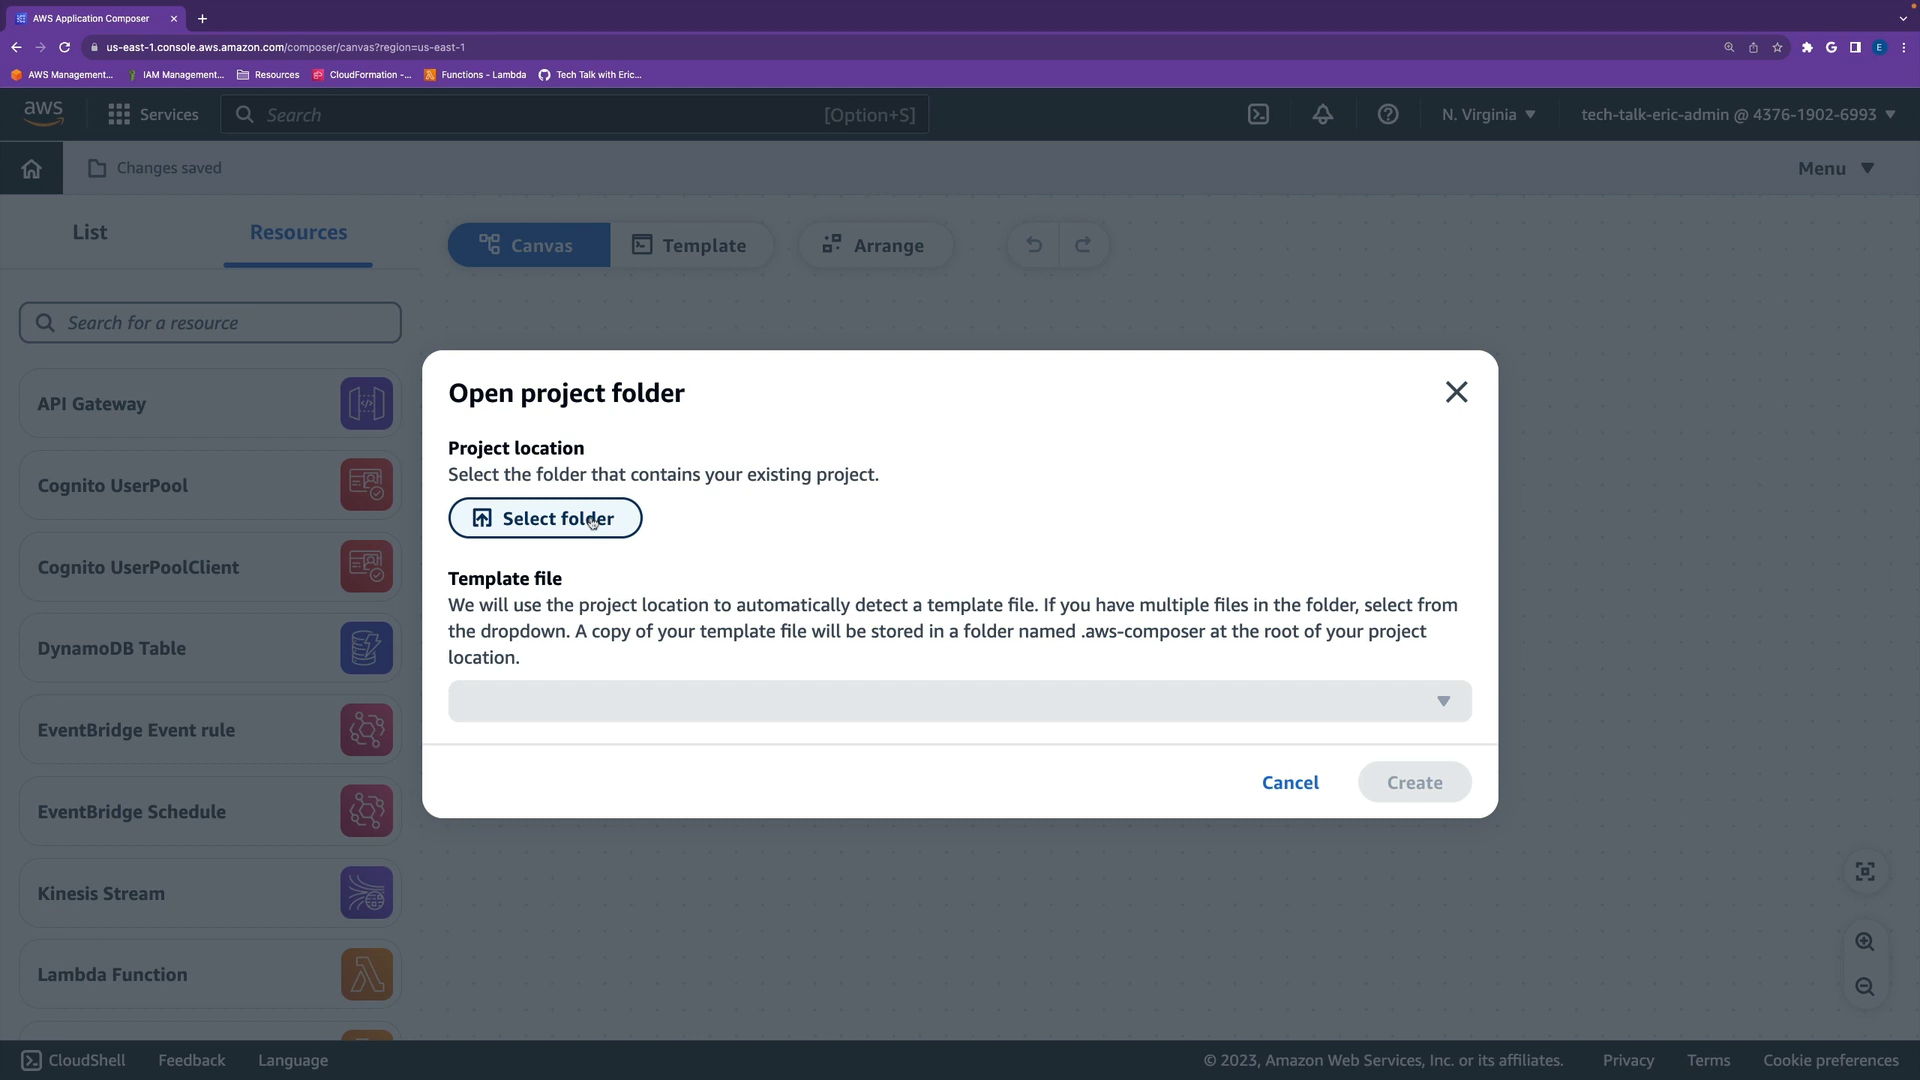 AWS Application Composer
us-east-1.console.aws.amazon.com/composer/canvas?region=us-east-1
E
AWS Management... IAM Management... Resources CloudFormation -... Functions - Lambda Tech Talk with Eric...
aws Services Search [Option+S] N. Virginia tech-talk-eric-admin @ 4376-1902-6993
Changes saved Menu
List Resources Canvas Template Arrange
Search for a resource
API Gateway
Cognito UserPool
Cognito UserPoolClient
DynamoDB Table
EventBridge Event rule
EventBridge Schedule
Kinesis Stream
Lambda Function
Open project folder
Project location
Select the folder that contains your existing project.
Select folder
Template file
We will use the project location to automatically detect a template file. If you have multiple files in the folder, select from
the dropdown. A copy of your template file will be stored in a folder named .aws-composer at the root of your project
location.
Cancel Create
CloudShell Feedback Language © 2023, Amazon Web Services, Inc. or its affiliates. Privacy Terms Cookie preferences